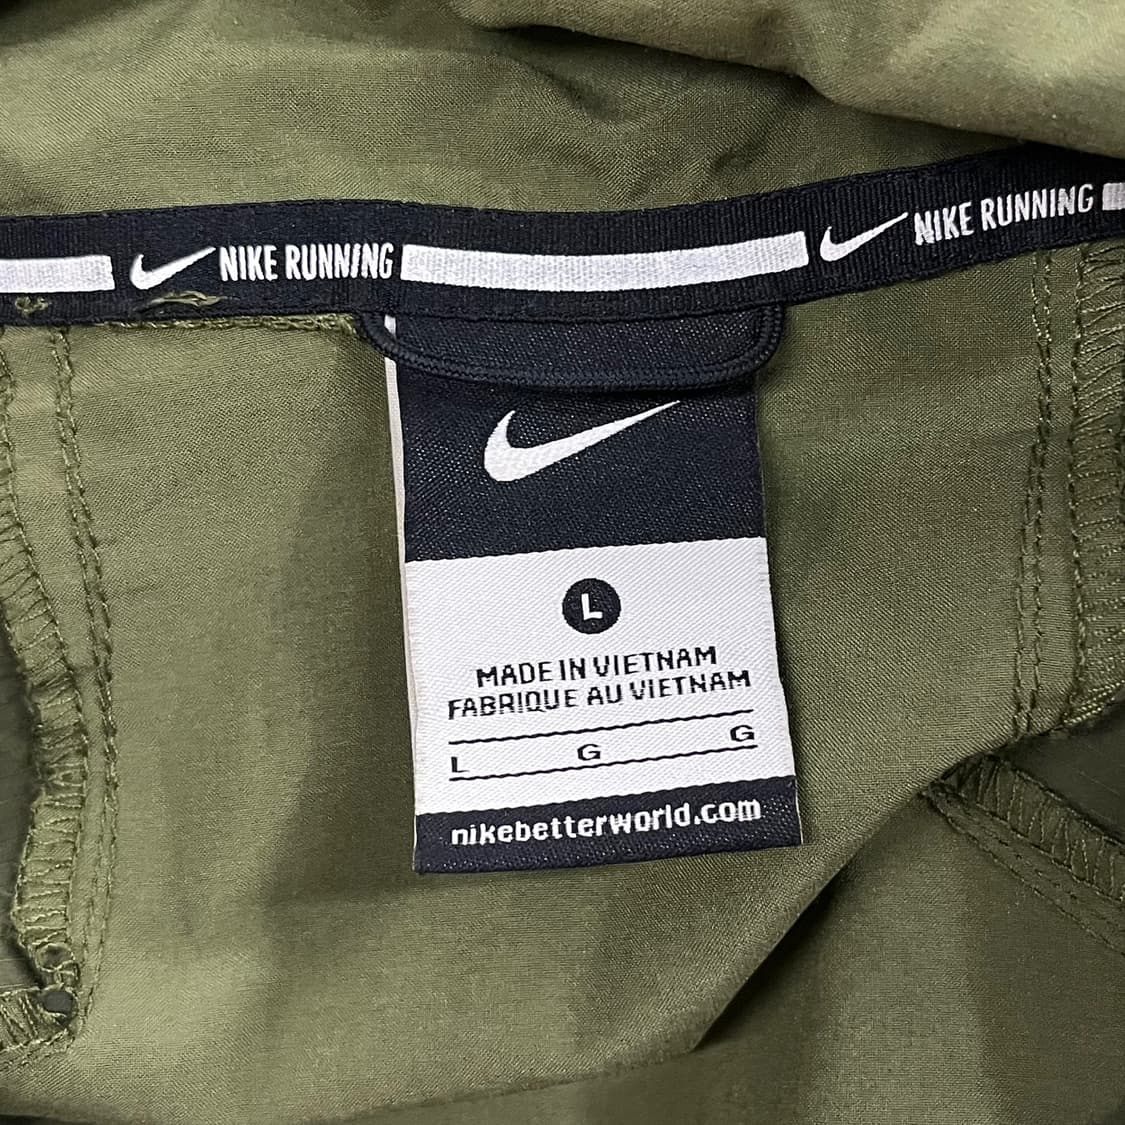 NIKE RUNNING
NIKE RUNNING
L
MADE IN VIETNAM
FABRIQUE AU VIETNAM
L G G
nikebetterworld.com